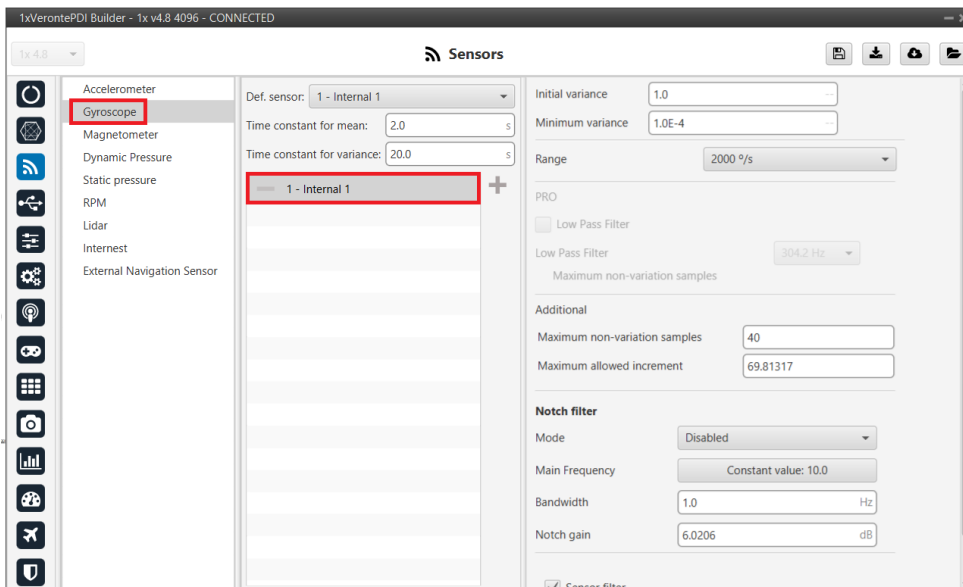 1xVerontePDI Builder - 1x v4.8 4096 - CONNECTED
1x 4.8
Sensors
Accelerometer
Gyroscope
Magnetometer
Dynamic Pressure
Static pressure
RPM
Lidar
Internest
External Navigation Sensor
Def. sensor: 1 - Internal 1
Time constant for mean: 2.0 s
Time constant for variance: 20.0 s
1 - Internal 1
Initial variance 1.0
Minimum variance 1.0E-4
Range 2000 º/s
PRO
Low Pass Filter
Low Pass Filter 304.2 Hz
Maximum non-variation samples
Additional
Maximum non-variation samples 40
Maximum allowed increment 69.81317
Notch filter
Mode Disabled
Main Frequency Constant value: 10.0
Bandwidth 1.0 Hz
Notch gain 6.0206 dB
Sensor filter